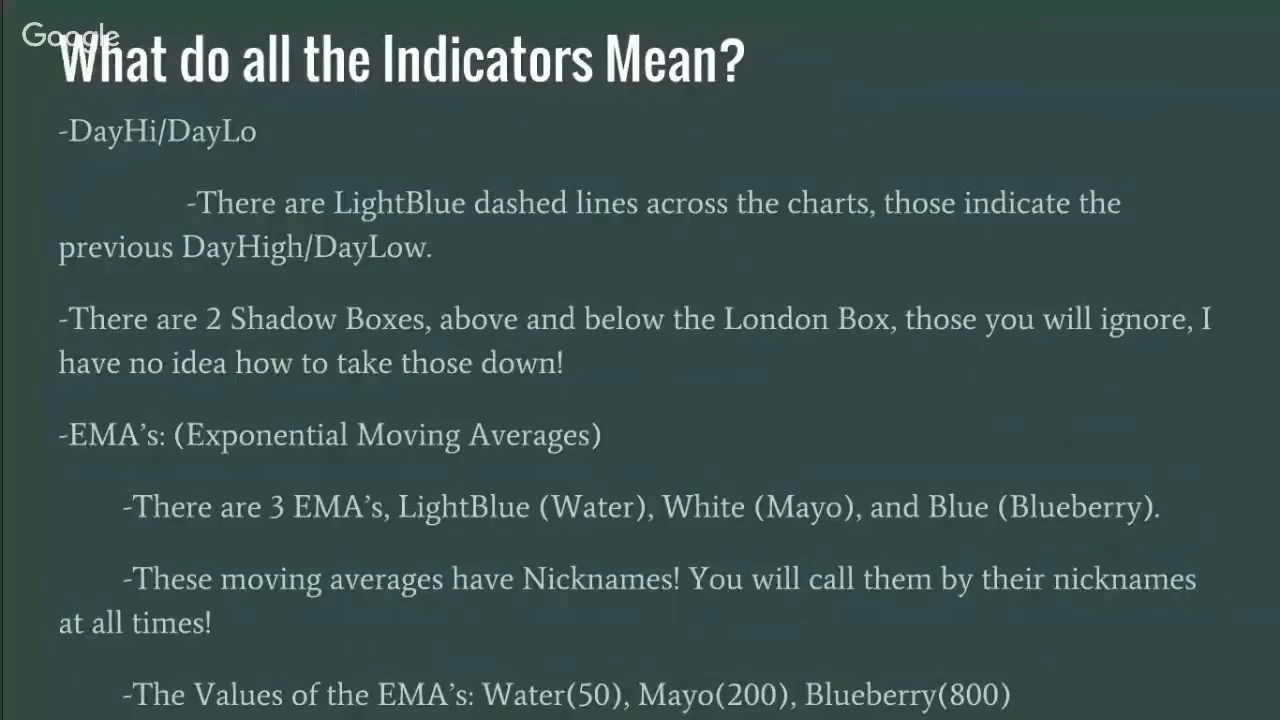 Google
What do all the Indicators Mean?
-DayHi/DayLo
-There are LightBlue dashed lines across the charts, those indicate the
previous DayHigh/DayLow.
-There are 2 Shadow Boxes, above and below the London Box, those you will ignore, I
have no idea how to take those down!
-EMA’s: (Exponential Moving Averages)
-There are 3 EMA’s, LightBlue (Water), White (Mayo), and Blue (Blueberry).
-These moving averages have Nicknames! You will call them by their nicknames
at all times!
-The Values of the EMA’s: Water(50), Mayo(200), Blueberry(800)